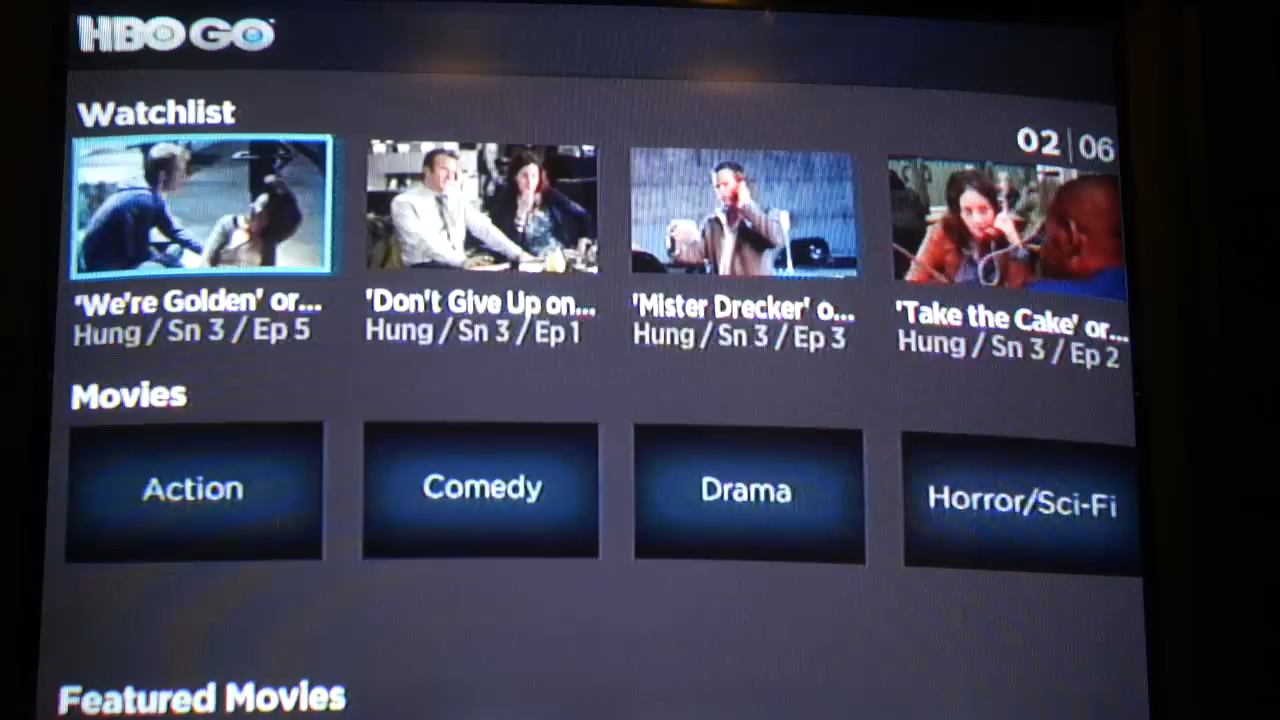 HBO GO
Watchlist
02 | 06
'We're Golden' or...
Hung / Sn 3 / Ep 5
'Don't Give Up on...
Hung / Sn 3 / Ep 1
'Mister Drecker' o...
Hung / Sn 3 / Ep 3
'Take the Cake' or...
Hung / Sn 3 / Ep 2
Movies
Action
Comedy
Drama
Horror/Sci-Fi
Featured Movies